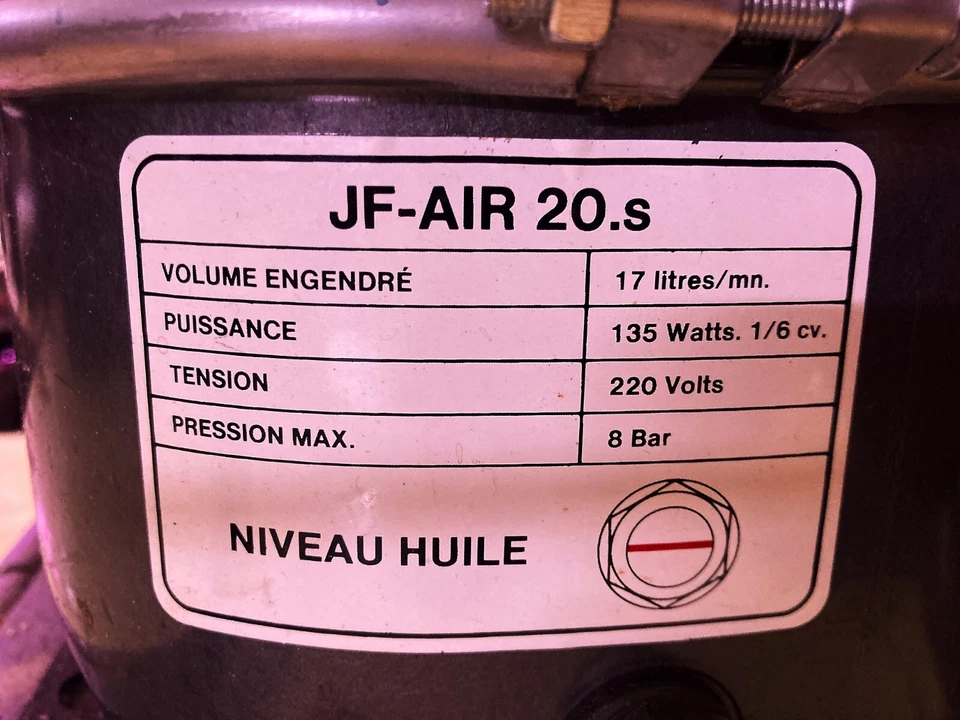 JF-AIR 20.s
VOLUME ENGENDRÉ 17 litres/mn.
PUISSANCE 135 Watts. 1/6 cv.
TENSION 220 Volts
PRESSION MAX. 8 Bar
NIVEAU HUILE